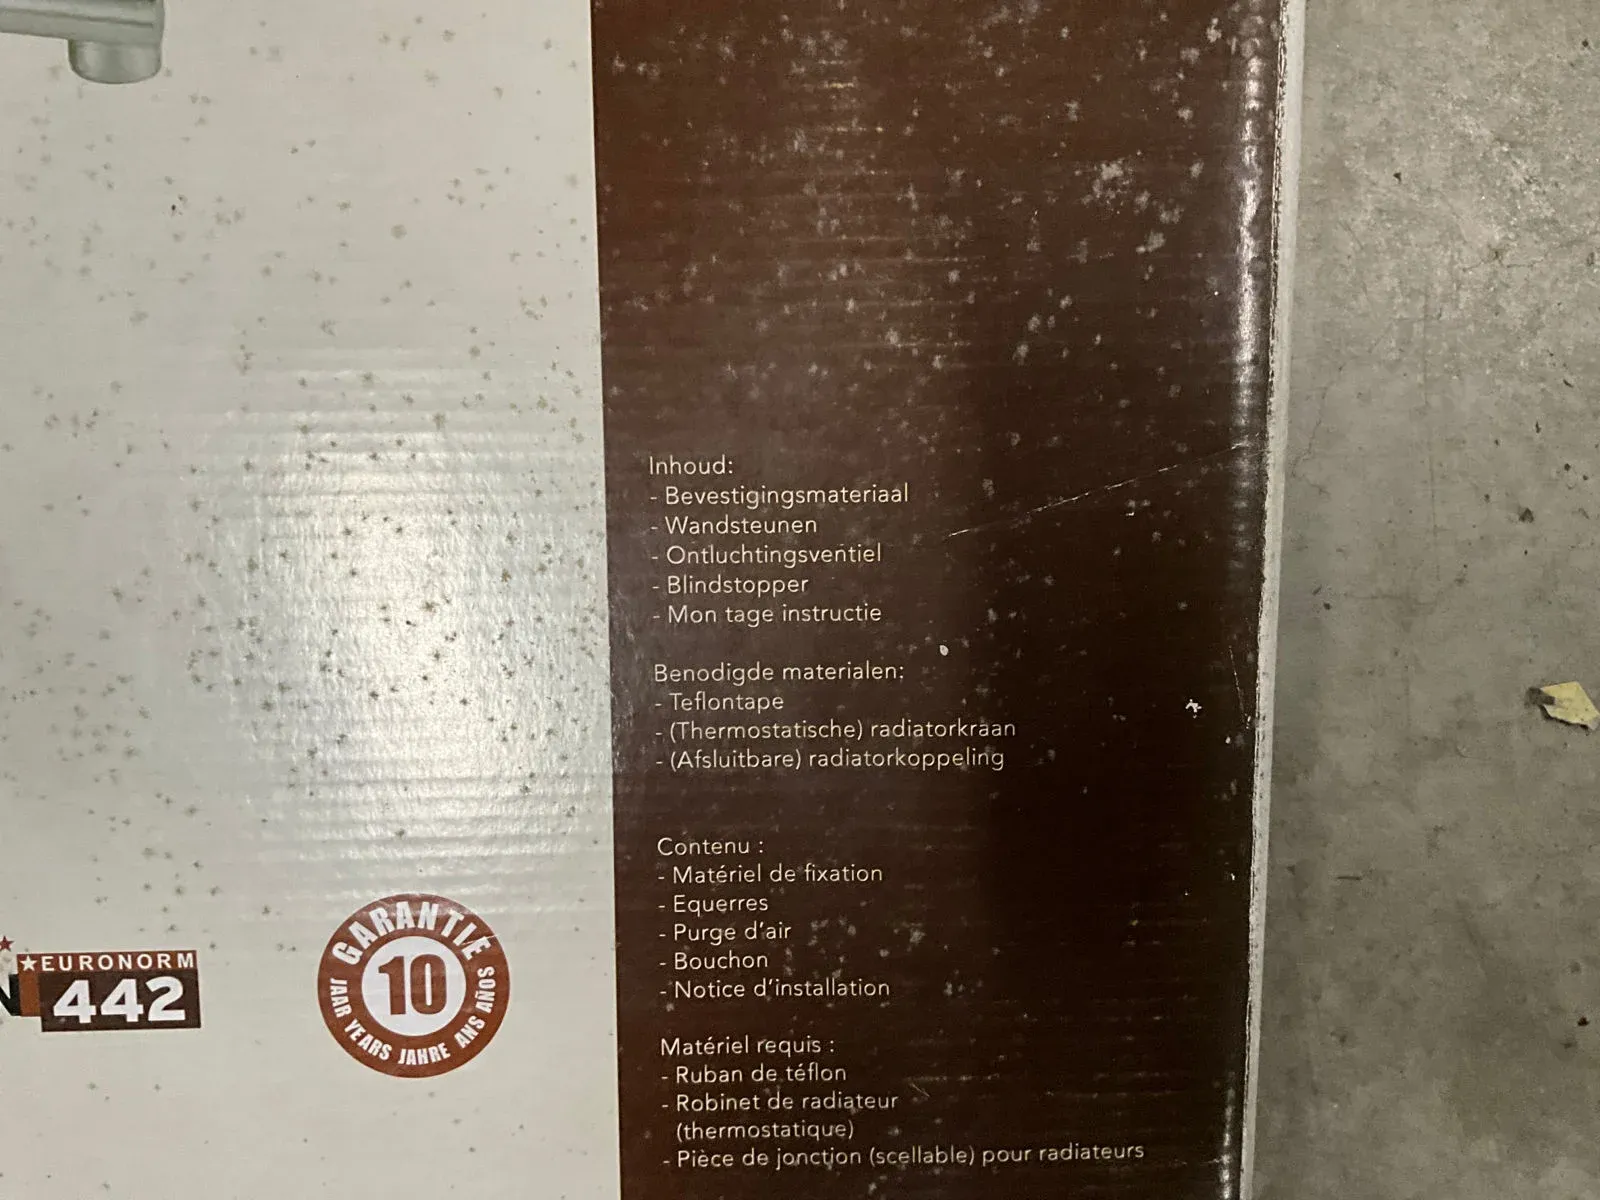 Inhoud:
- Bevestigingsmateriaal
- Wandsteunen
- Ontluchtingsventiel
- Blindstopper
- Mon tage instructie
Benodigde materialen:
- Teflontape
- (Thermostatische) radiatorkraan
- (Afsluitbare) radiatorkoppeling
Contenu :
- Matériel de fixation
- Equerres
- Purge d'air
- Bouchon
- Notice d'installation
Matériel requis :
- Ruban de téflon
- Robinet de radiateur
(thermostatique)
- Pièce de jonction (scellable) pour radiateurs
EURONORM
442
GARANTIE
10
JAAR YEARS JAHRE ANS AÑOS